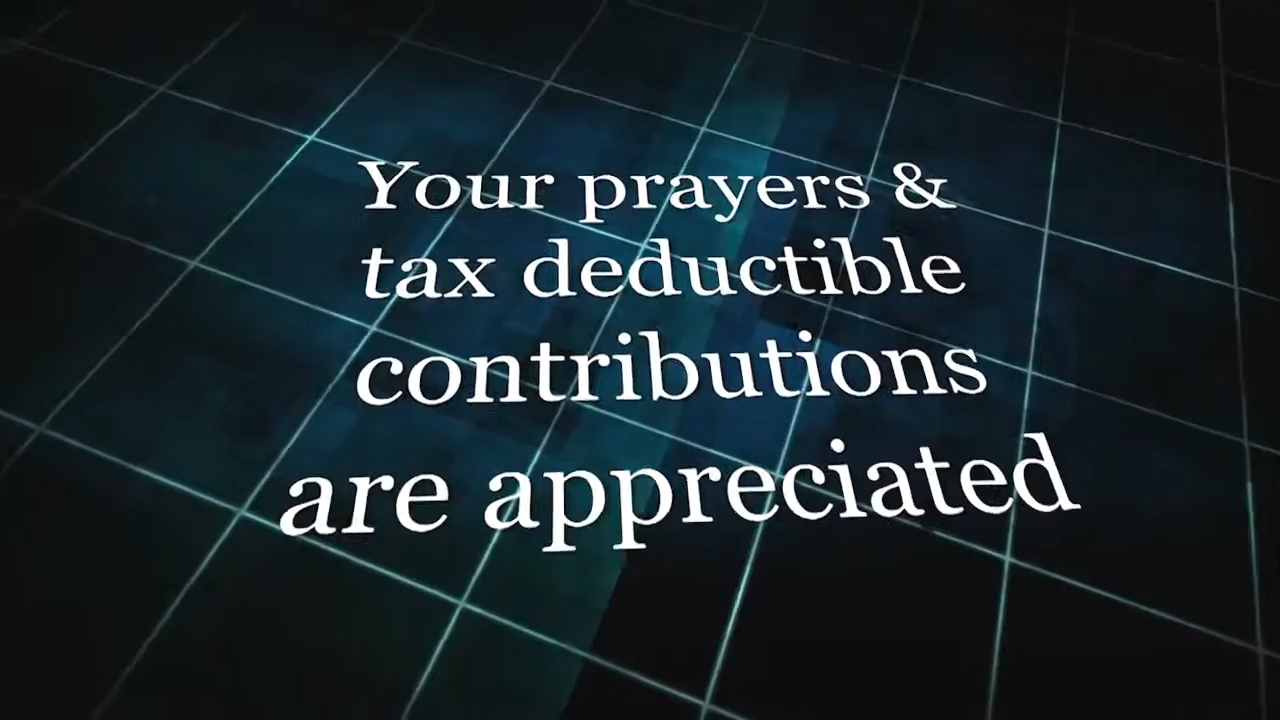 Your prayers &
tax deductible
contributions
are appreciated